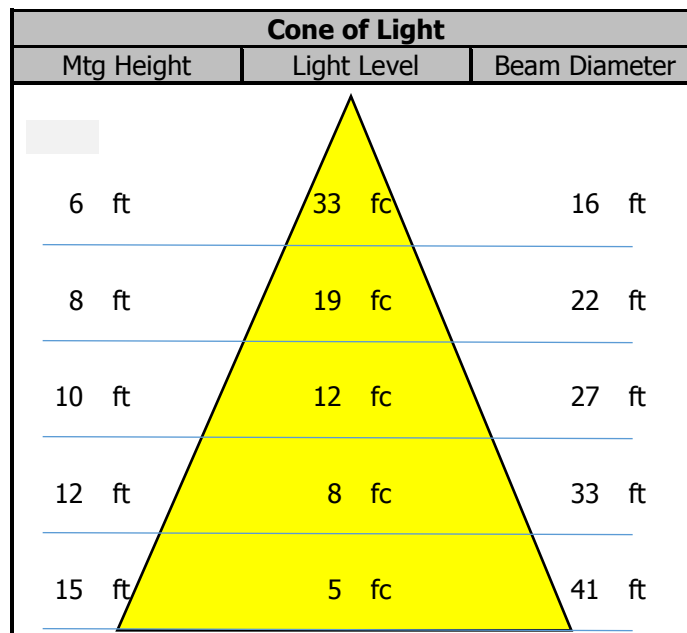 Cone of Light
Mtg Height Light Level Beam Diameter
6 ft 33 fc 16 ft
8 ft 19 fc 22 ft
10 ft 12 fc 27 ft
12 ft 8 fc 33 ft
15 ft 5 fc 41 ft